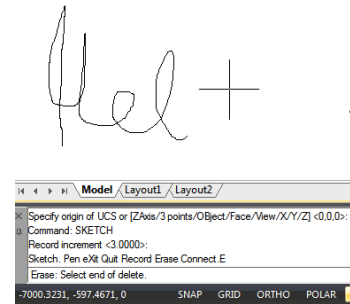 Hel
Model Layout1 Layout2
Specify origin of UCS or [ZAxis/3 points/OBject/Face/View/X/Y/Z] <0,0,0>:
Command: SKETCH
Record increment <3.0000>:
Sketch. Pen eXit Quit Record Erase Connect.E
Erase: Select end of delete.
-7000.3231, -597.4671, 0 SNAP GRID ORTHO POLAR